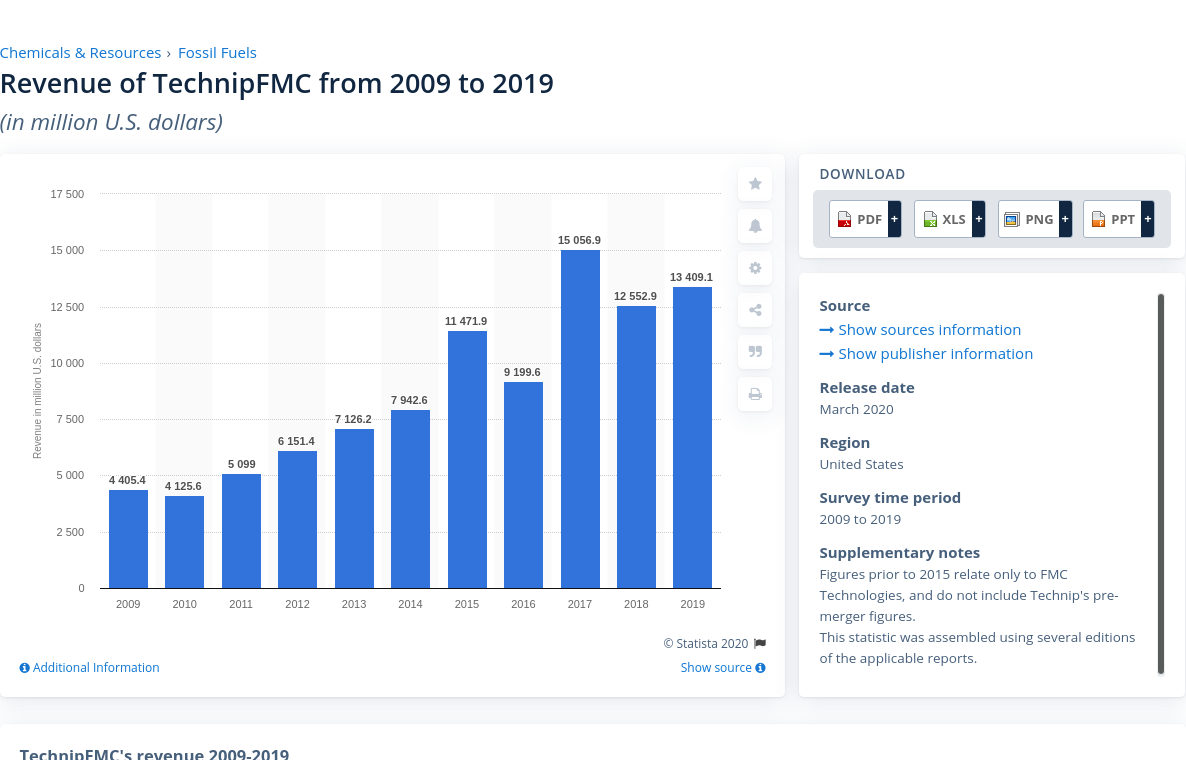 Chemicals & Resources › Fossil Fuels
Revenue of TechnipFMC from 2009 to 2019
(in million U.S. dollars)
17 500
15 000
12 500
10 000
7 500
5 000
2 500
0
Revenue in million U.S. dollars
4 405.4
4 125.6
5 099
6 151.4
7 126.2
7 942.6
11 471.9
9 199.6
15 056.9
12 552.9
13 409.1
2009 2010 2011 2012 2013 2014 2015 2016 2017 2018 2019
© Statista 2020
Additional Information
Show source
DOWNLOAD
PDF + XLS + PNG + PPT +
Source
Show sources information
Show publisher information
Release date
March 2020
Region
United States
Survey time period
2009 to 2019
Supplementary notes
Figures prior to 2015 relate only to FMC
Technologies, and do not include Technip's pre-
merger figures.
This statistic was assembled using several editions
of the applicable reports.
TechnipFMC's revenue 2009-2019